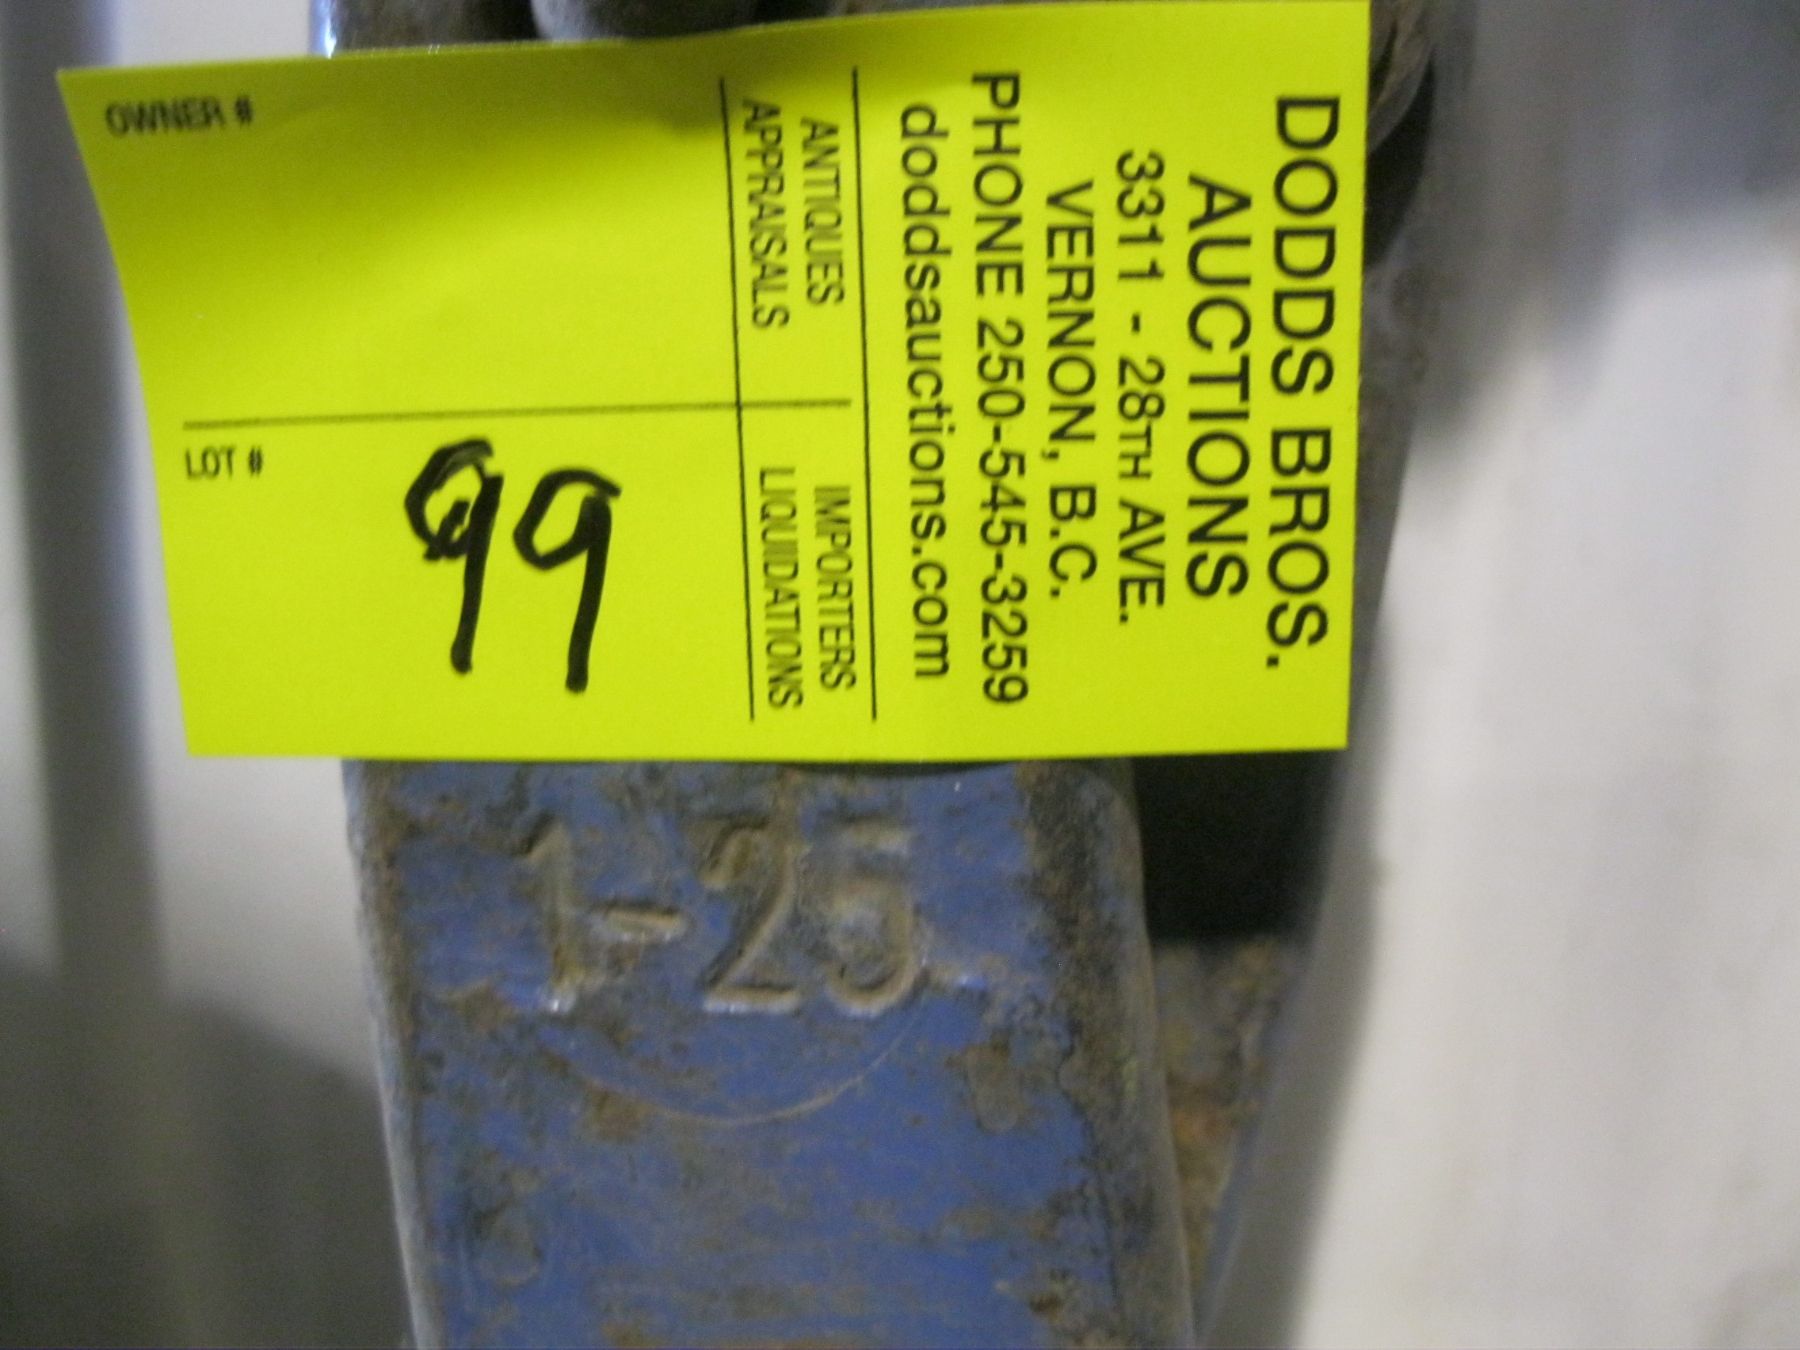 DODDS BROS.
AUCTIONS
3311 - 28TH AVE.
VERNON, B.C.
PHONE 250-545-3259
doddsauctions.com
ANTIQUES IMPORTERS
APPRAISALS LIQUIDATIONS
OWNER #
LOT #
99
1-25